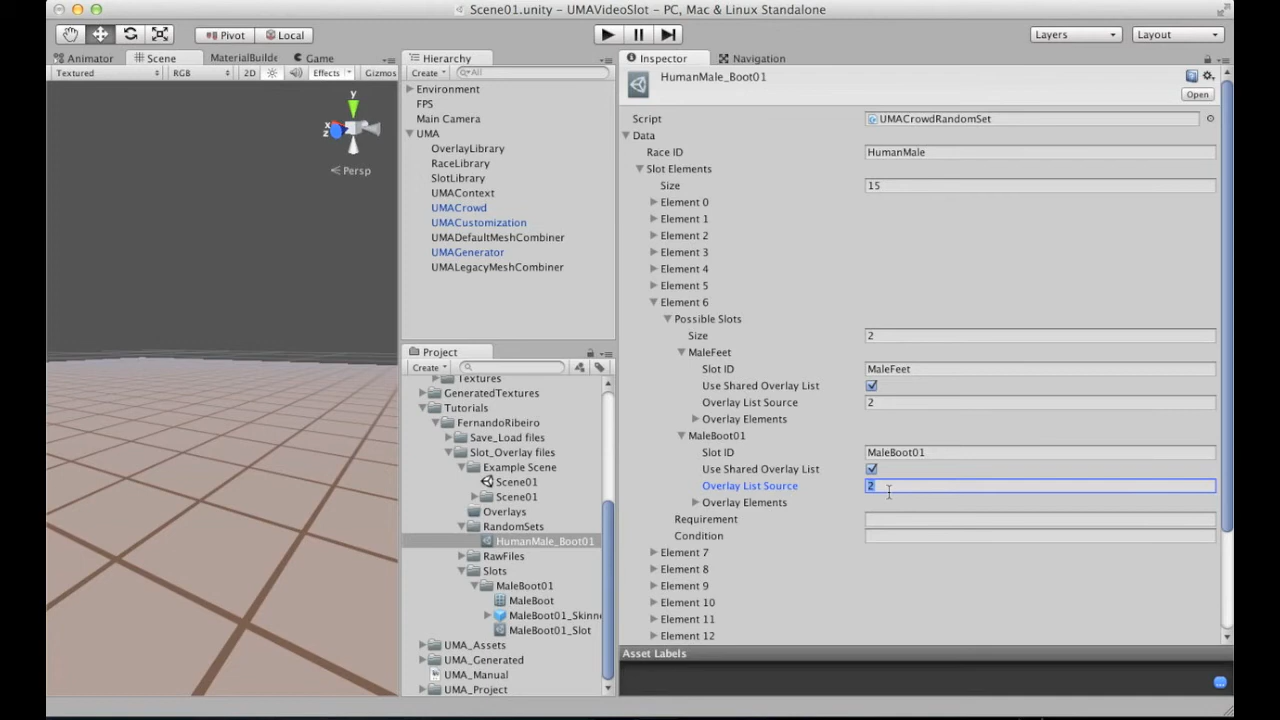 Scene01.unity – UMAVideoSlot – PC, Mac & Linux Standalone
Pivot
Local
Layers
Layout
Animator
Scene
MaterialBuilde
Game
Textured
RGB
2D
Effects
Gizmos
y
x
z
Persp
Hierarchy
Create
All
Environment
FPS
Main Camera
UMA
OverlayLibrary
RaceLibrary
SlotLibrary
UMAContext
UMACrowd
UMACustomization
UMADefaultMeshCombiner
UMAGenerator
UMALegacyMeshCombiner
Project
Create
Textures
GeneratedTextures
Tutorials
FernandoRibeiro
Save_Load files
Slot_Overlay files
Example Scene
Scene01
Scene01
Overlays
RandomSets
HumanMale_Boot01
RawFiles
Slots
MaleBoot01
MaleBoot
MaleBoot01_Skinne
MaleBoot01_Slot
UMA_Assets
UMA_Generated
UMA_Manual
UMA_Project
Inspector
Navigation
HumanMale_Boot01
Open
Script UMACrowdRandomSet
Data
Race ID HumanMale
Slot Elements
Size 15
Element 0
Element 1
Element 2
Element 3
Element 4
Element 5
Element 6
Possible Slots
Size 2
MaleFeet
Slot ID MaleFeet
Use Shared Overlay List
Overlay List Source 2
Overlay Elements
MaleBoot01
Slot ID MaleBoot01
Use Shared Overlay List
Overlay List Source 2
Overlay Elements
Requirement
Condition
Element 7
Element 8
Element 9
Element 10
Element 11
Element 12
Asset Labels